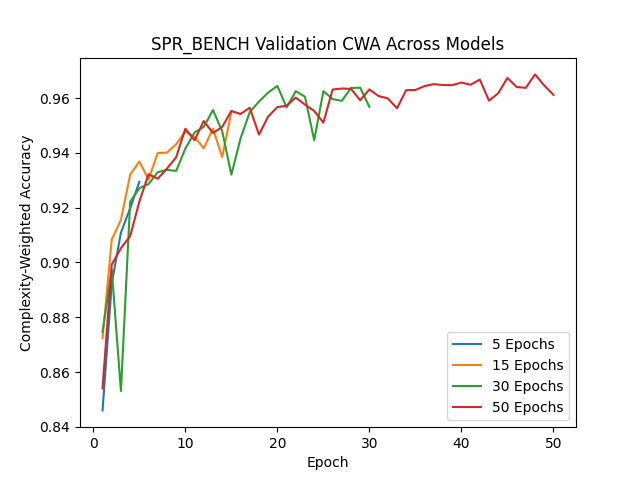 SPR_BENCH Validation CWA Across Models
Complexity-Weighted Accuracy
0.96
0.94
0.92
0.90
0.88
0.86
0.84
0
10
20
30
40
50
Epoch
5 Epochs
15 Epochs
30 Epochs
50 Epochs